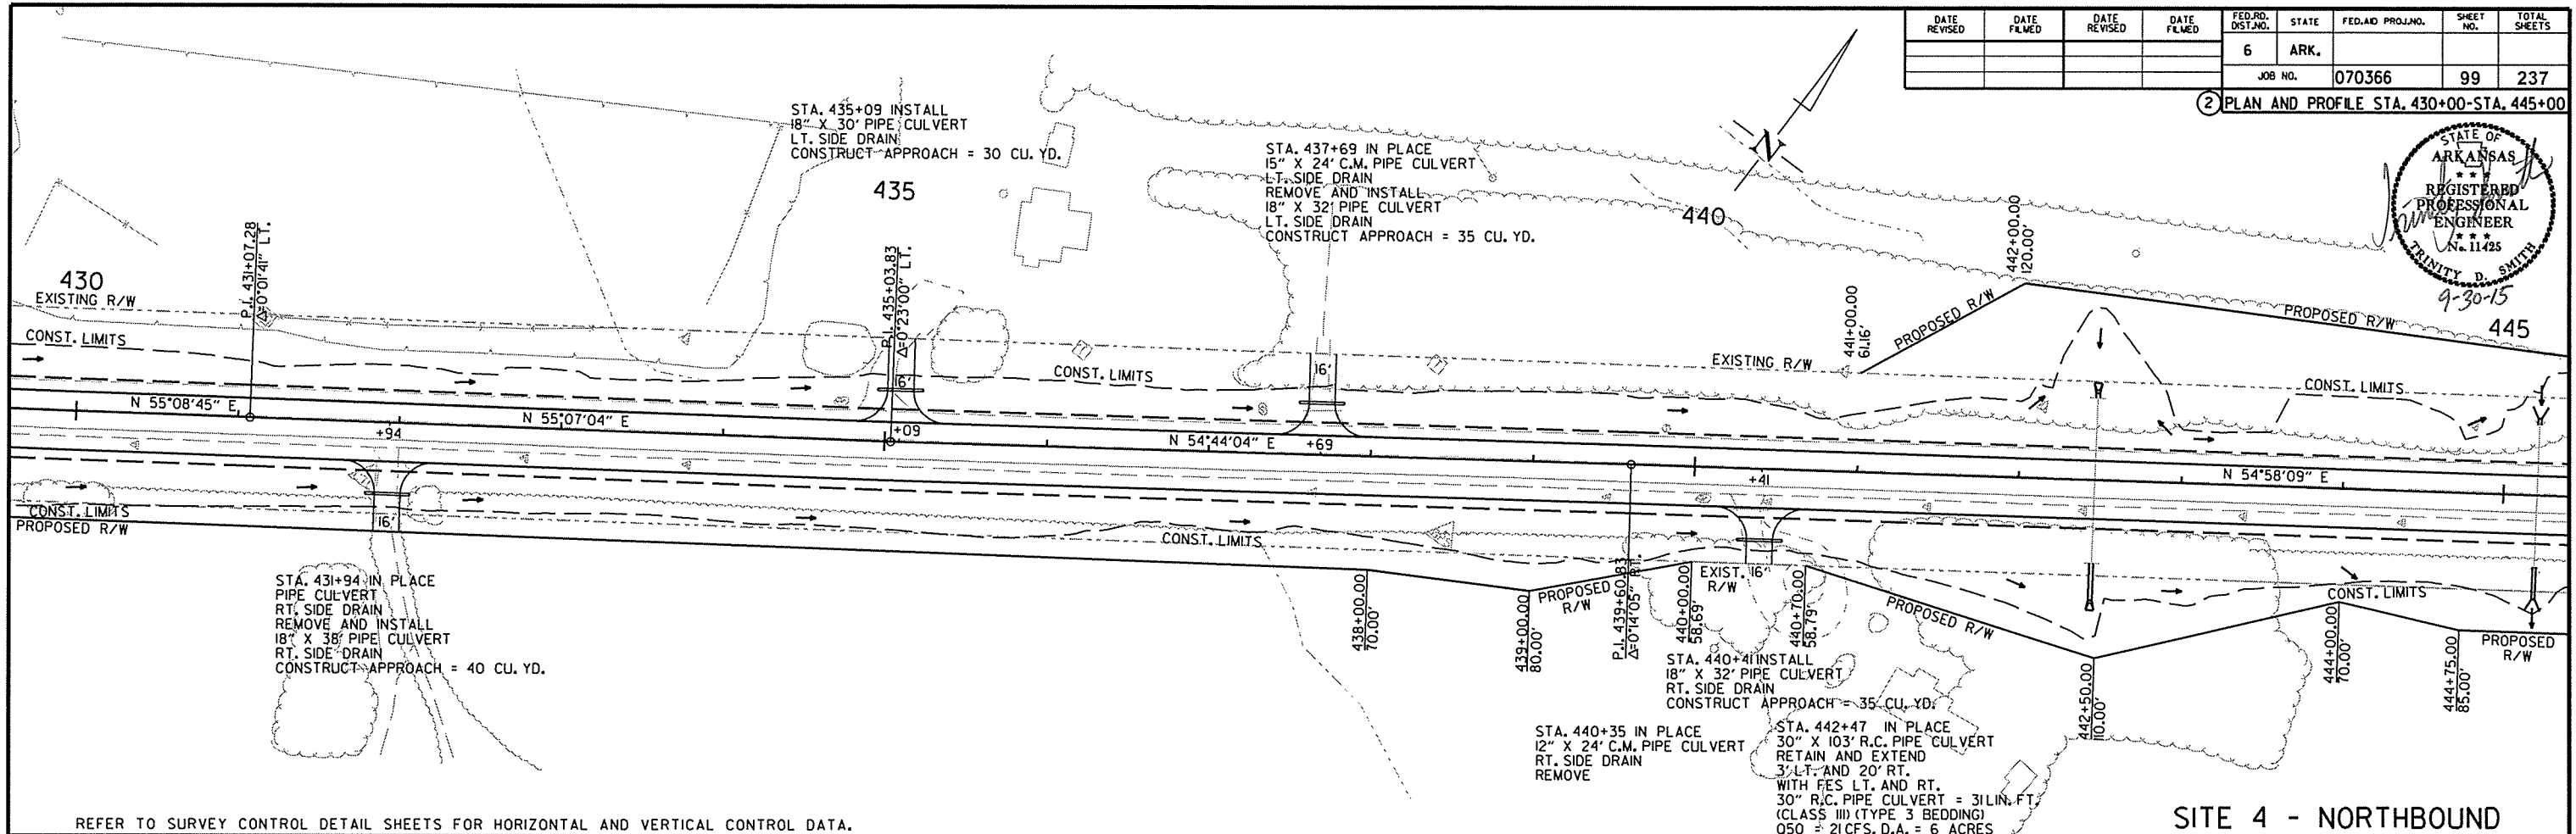 DATE REVISED
DATE FILMED
DATE REVISED
DATE FILMED
FED.RD. DIST.NO.
STATE
FED.AID PROJ.NO.
SHEET NO.
TOTAL SHEETS
6
ARK.
JOB NO.
070366
99
237
2 PLAN AND PROFILE STA. 430+00-STA. 445+00
STATE OF
ARKANSAS
* * *
REGISTERED
PROFESSIONAL
ENGINEER
* * *
No. 11425
TRINITY D. SMITH
9-30-15
STA. 435+09 INSTALL
18" X 30' PIPE CULVERT
LT. SIDE DRAIN
CONSTRUCT APPROACH = 30 CU. YD.
435
STA. 437+69 IN PLACE
15" X 24' C.M. PIPE CULVERT
LT. SIDE DRAIN
REMOVE AND INSTALL
18" X 32' PIPE CULVERT
LT. SIDE DRAIN
CONSTRUCT APPROACH = 35 CU. YD.
N
440
442+00.00
120.00'
445
430
EXISTING R/W
P.I. 431+07.28
Δ=0°01'41" LT.
P.I. 435+03.83
Δ=0°23'00" LT.
441+00.00
61.16'
PROPOSED R/W
PROPOSED R/W
EXISTING R/W
CONST. LIMITS
CONST. LIMITS
CONST. LIMITS
16'
16'
N 55°08'45" E
N 55°07'04" E
+94
+09
N 54°44'04" E
+69
+41
N 54°58'09" E
CONST. LIMITS
PROPOSED R/W
16'
CONST. LIMITS
438+00.00
70.00'
439+00.00
80.00'
PROPOSED
R/W
P.I. 439+60.83
Δ=0°14'05" RT.
440+00.00
58.69'
EXIST.
R/W
16'
440+70.00
58.79'
PROPOSED R/W
442+50.00
110.00'
444+00.00
70.00'
CONST. LIMITS
444+75.00
85.00'
PROPOSED
R/W
STA. 431+94 IN PLACE
PIPE CULVERT
RT. SIDE DRAIN
REMOVE AND INSTALL
18" X 38' PIPE CULVERT
RT. SIDE DRAIN
CONSTRUCT APPROACH = 40 CU. YD.
STA. 440+41 INSTALL
18" X 32' PIPE CULVERT
RT. SIDE DRAIN
CONSTRUCT APPROACH = 35 CU. YD.
STA. 440+35 IN PLACE
12" X 24' C.M. PIPE CULVERT
RT. SIDE DRAIN
REMOVE
STA. 442+47 IN PLACE
30" X 103' R.C. PIPE CULVERT
RETAIN AND EXTEND
3' LT. AND 20' RT.
WITH FES LT. AND RT.
30" R.C. PIPE CULVERT = 31 LIN. FT.
(CLASS III) (TYPE 3 BEDDING)
Q50 = 21 CFS, D.A. = 6 ACRES
REFER TO SURVEY CONTROL DETAIL SHEETS FOR HORIZONTAL AND VERTICAL CONTROL DATA.
SITE 4 - NORTHBOUND